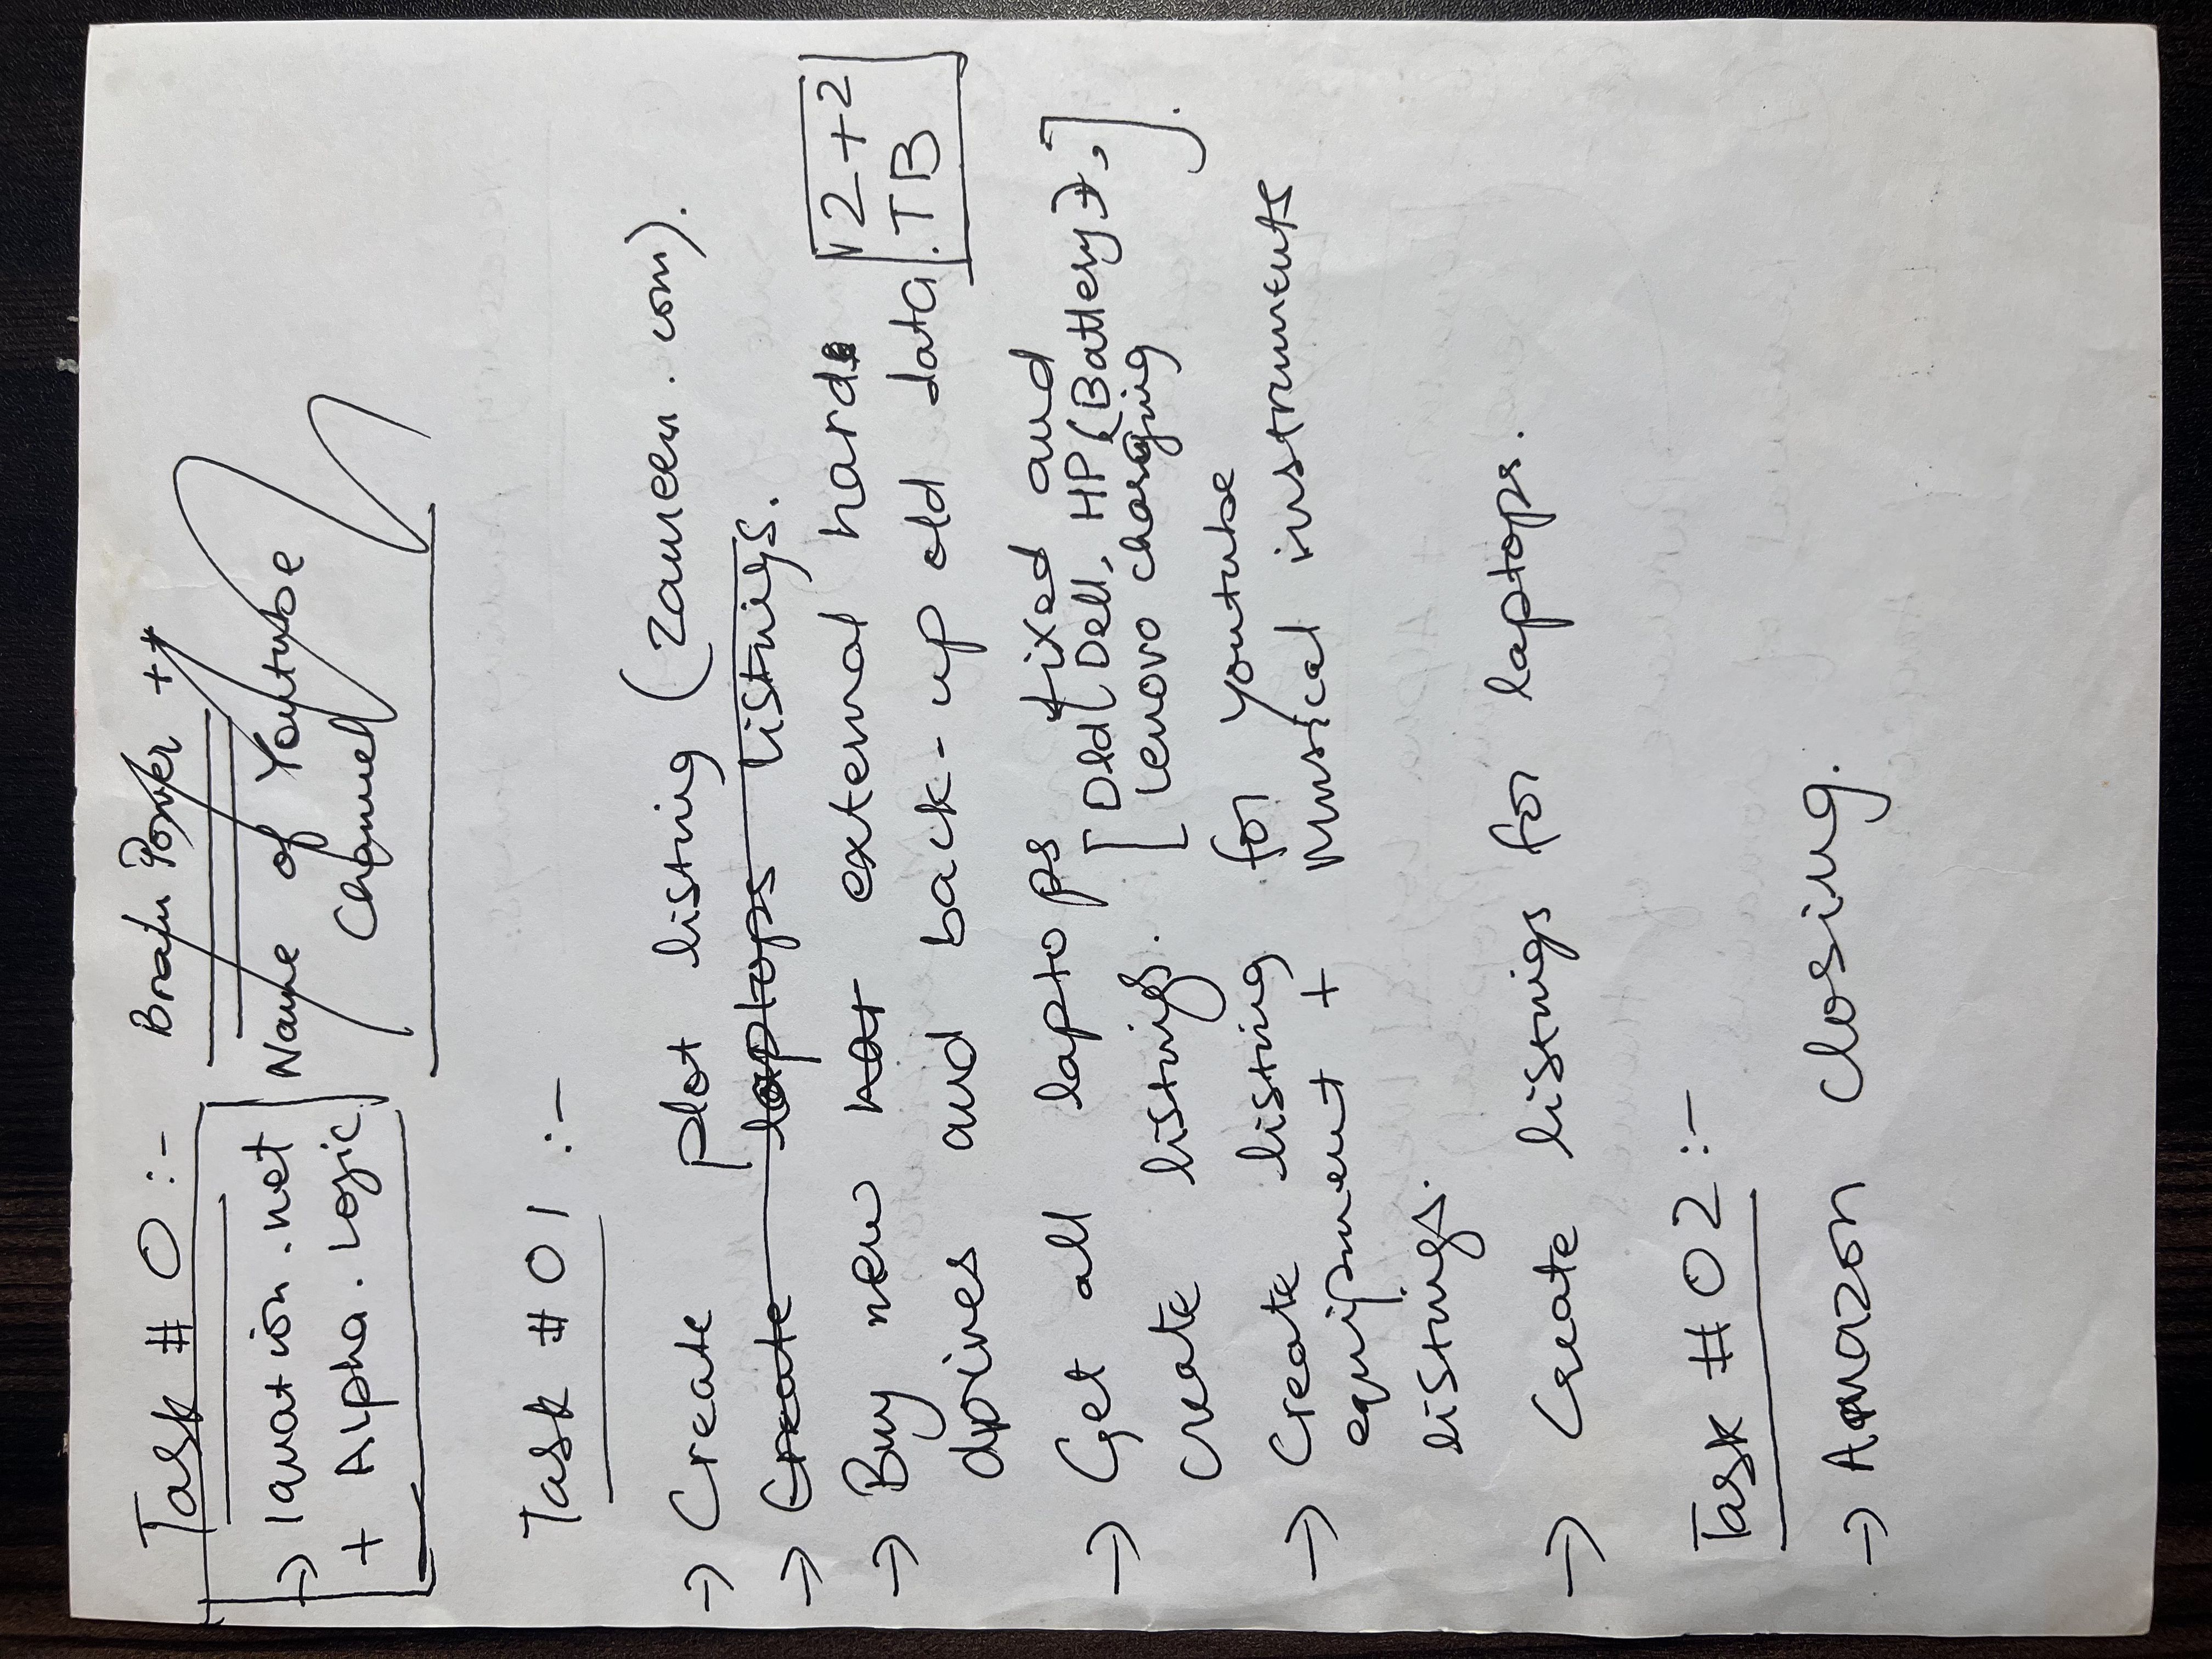 Task # 0 :-
Brain Power ++
→ 1quation.net
+ Alpha.Logic
Name of Youtube
Channel
Task # 01 :-
→ Create plot listing (zameen.com).
→ Create laptops listings.
→ Buy new external hard
drives and back-up old data. 2+2
TB
→ Get all laptops fixed and
create listings. [Old(Dell, HP(Battery),
Lenovo charging].
→ Create listing for youtube
equipment + Musical instruments
listings.
→ Create listings for laptops.
Task # 02 :-
→ Amazon closing.